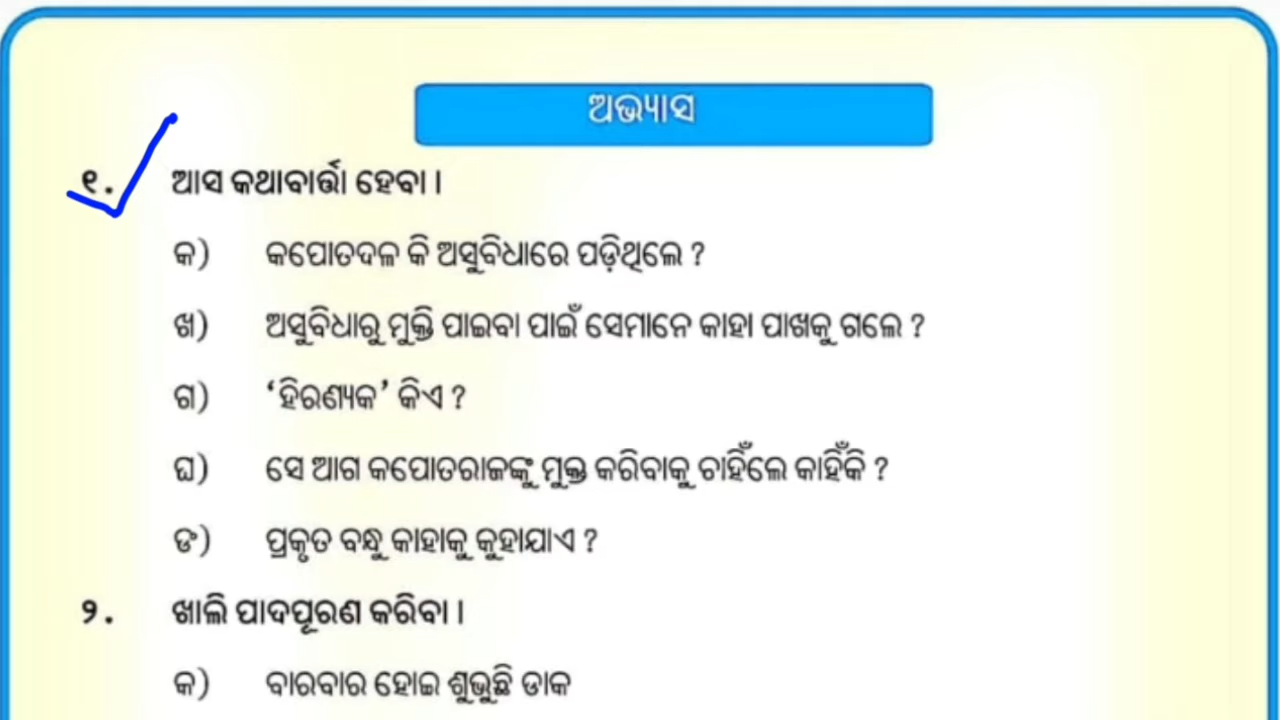 ଅଭ୍ୟାସ
୧. ଆସ କଥାବାର୍ତ୍ତା ହେବା ।
କ) କପୋତଦଳ କି ଅସୁବିଧାରେ ପଡ଼ିଥିଲେ ?
ଖ) ଅସୁବିଧାରୁ ମୁକ୍ତି ପାଇବା ପାଇଁ ସେମାନେ କାହା ପାଖକୁ ଗଲେ ?
ଗ) ‘ହିରଣ୍ୟକ’ କିଏ ?
ଘ) ସେ ଆଗ କପୋତରାଜଙ୍କୁ ମୁକ୍ତ କରିବାକୁ ଚାହିଁଲେ କାହିଁକି ?
ଙ) ପ୍ରକୃତ ବନ୍ଧୁ କାହାକୁ କୁହାଯାଏ ?
୨. ଖାଲି ପାଦପୂରଣ କରିବା ।
କ) ବାରବାର ହୋଇ ଶୁଭୁଛି ଡାକ